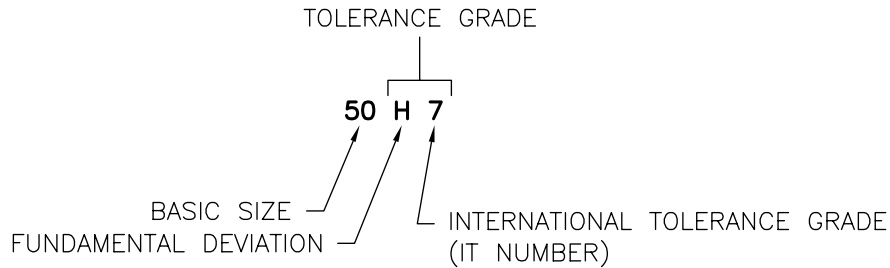 TOLERANCE GRADE
50 H 7
BASIC SIZE
FUNDAMENTAL DEVIATION
INTERNATIONAL TOLERANCE GRADE
(IT NUMBER)